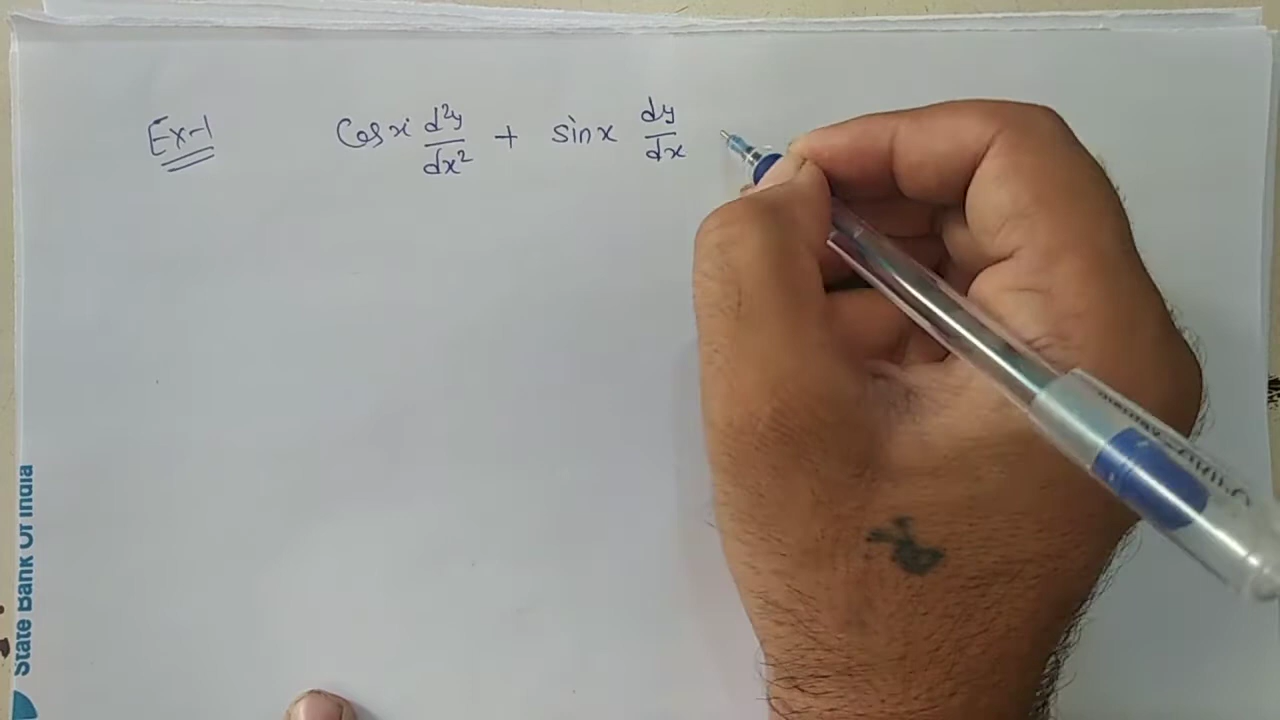 Ex-1 Cos x d²y/dx² + sin x dy/dx
State Bank Of India